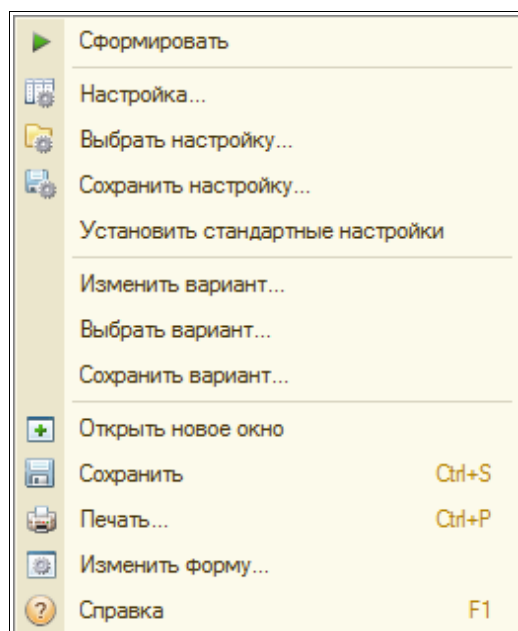 Сформировать
Настройка...
Выбрать настройку...
Сохранить настройку...
Установить стандартные настройки
Изменить вариант...
Выбрать вариант...
Сохранить вариант...
Открыть новое окно
Сохранить Ctrl+S
Печать... Ctrl+P
Изменить форму...
Справка F1